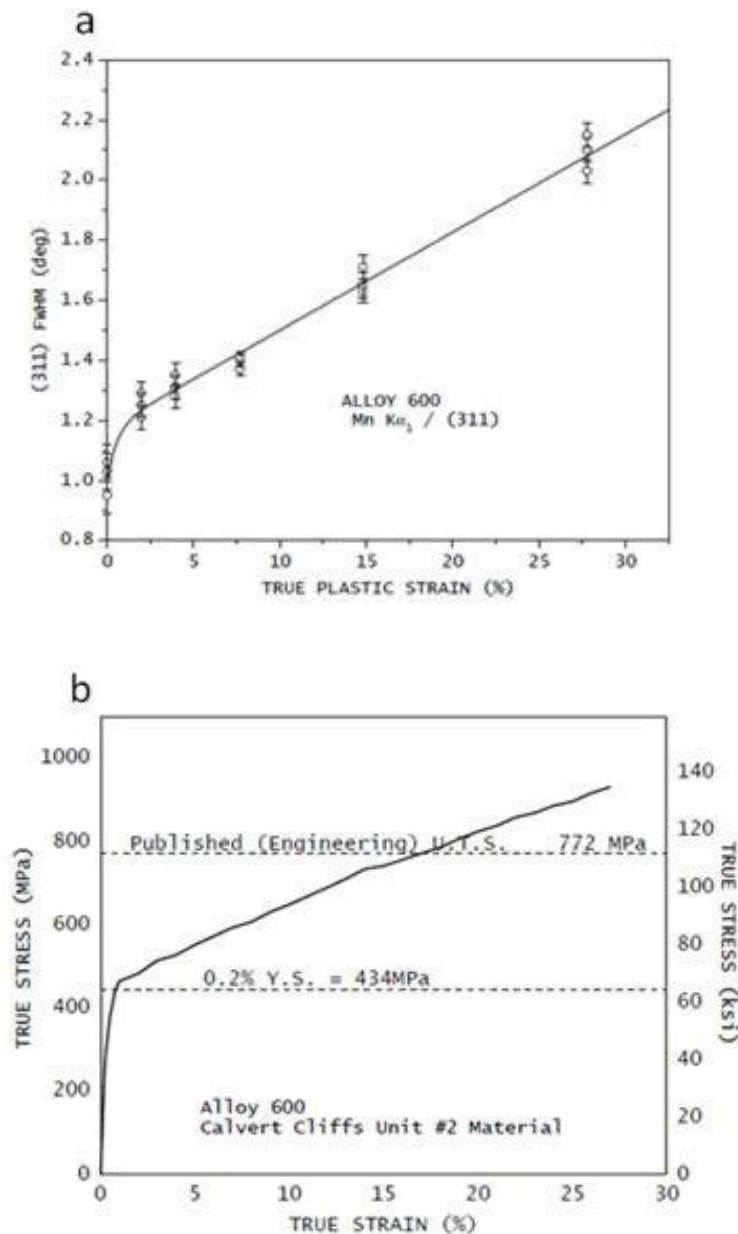 a
2.4
2.2
2.0
1.8
1.6
1.4
1.2
1.0
0.8
(311) FWHM (deg)
ALLOY 600
Mn Kα₁ / (311)
0 5 10 15 20 25 30
TRUE PLASTIC STRAIN (%)
b
1000
800
600
400
200
0
TRUE STRESS (MPa)
Published (Engineering) U.T.S. 772 MPa
0.2% Y.S. = 434MPa
Alloy 600
Calvert Cliffs Unit #2 Material
140
120
100
80
60
40
20
0
TRUE STRESS (ksi)
0 5 10 15 20 25 30
TRUE STRAIN (%)